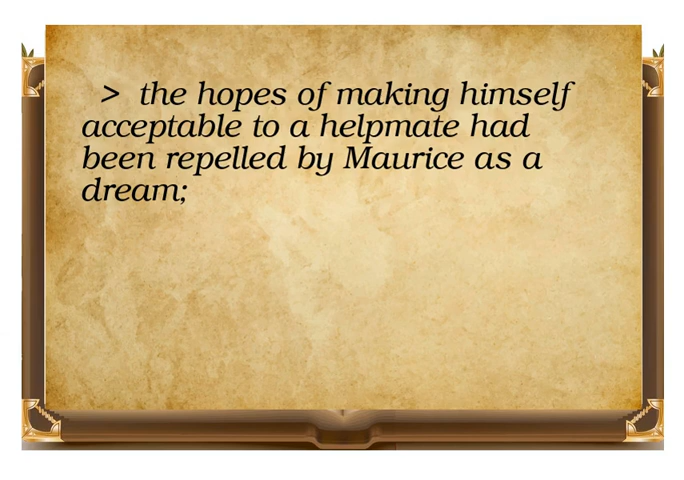 > the hopes of making himself
acceptable to a helpmate had
been repelled by Maurice as a
dream;